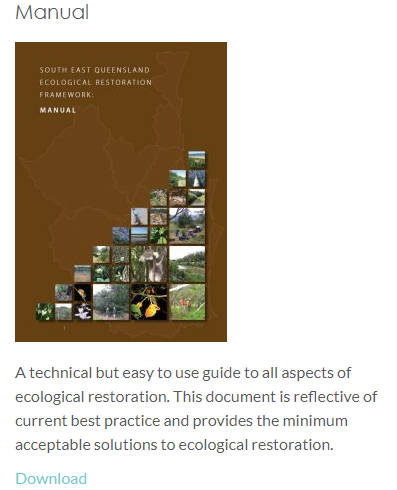 Manual
SOUTH EAST QUEENSLAND
ECOLOGICAL RESTORATION
FRAMEWORK:
MANUAL
A technical but easy to use guide to all aspects of
ecological restoration. This document is reflective of
current best practice and provides the minimum
acceptable solutions to ecological restoration.
Download